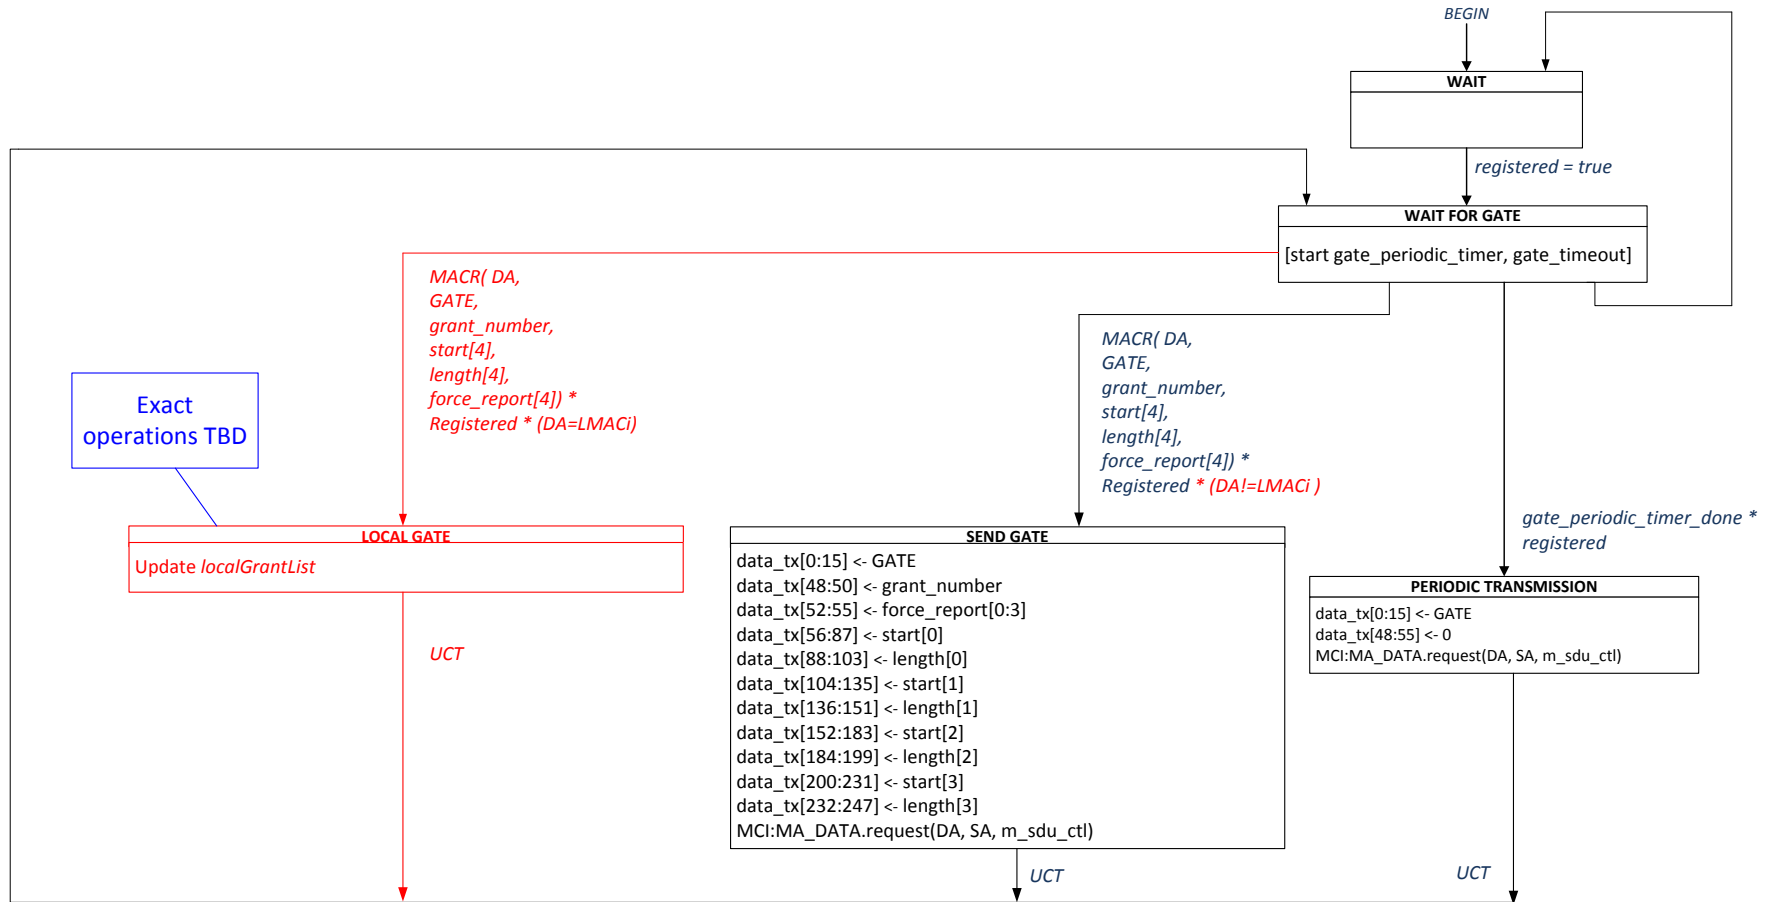 BEGIN
WAIT
registered = true
WAIT FOR GATE
[start gate_periodic_timer, gate_timeout]
MACR( DA,
GATE,
grant_number,
start[4],
length[4],
force_report[4]) *
Registered * (DA=LMACi)
MACR( DA,
GATE,
grant_number,
start[4],
length[4],
force_report[4]) *
Registered * (DA!=LMACi )
gate_periodic_timer_done *
registered
Exact
operations TBD
LOCAL GATE
Update localGrantList
UCT
SEND GATE
data_tx[0:15] <- GATE
data_tx[48:50] <- grant_number
data_tx[52:55] <- force_report[0:3]
data_tx[56:87] <- start[0]
data_tx[88:103] <- length[0]
data_tx[104:135] <- start[1]
data_tx[136:151] <- length[1]
data_tx[152:183] <- start[2]
data_tx[184:199] <- length[2]
data_tx[200:231] <- start[3]
data_tx[232:247] <- length[3]
MCI:MA_DATA.request(DA, SA, m_sdu_ctl)
UCT
PERIODIC TRANSMISSION
data_tx[0:15] <- GATE
data_tx[48:55] <- 0
MCI:MA_DATA.request(DA, SA, m_sdu_ctl)
UCT